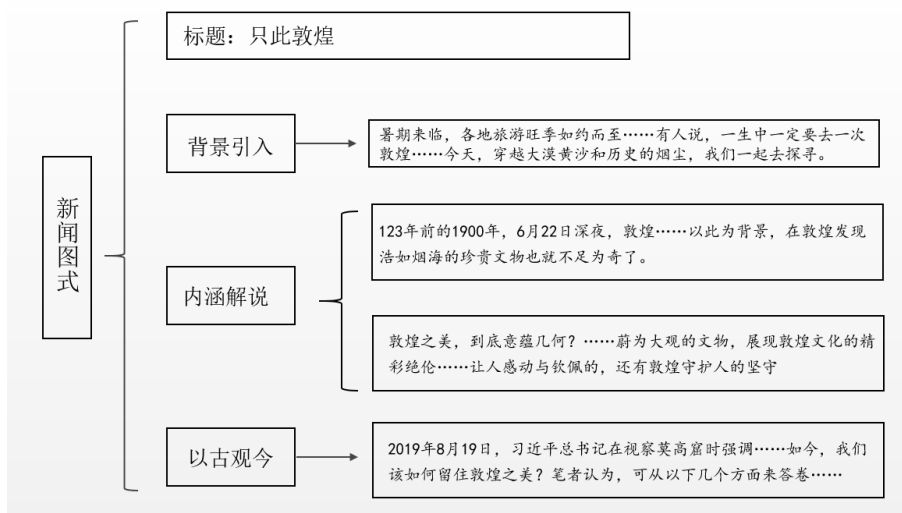 标题：只此敦煌
新闻图式
背景引入
暑期来临，各地旅游旺季如约而至……有人说，一生中一定要去一次
敦煌……今天，穿越大漠黄沙和历史的烟尘，我们一起去探寻。
内涵解说
123年前的1900年，6月22日深夜，敦煌……以此为背景，在敦煌发现
浩如烟海的珍贵文物也就不足为奇了。
敦煌之美，到底意蕴几何？……蔚为大观的文物，展现敦煌文化的精
彩绝伦……让人感动与钦佩的，还有敦煌守护人的坚守
以古观今
2019年8月19日，习近平总书记在视察莫高窟时强调……如今，我们
该如何留住敦煌之美？笔者认为，可从以下几个方面来答卷……